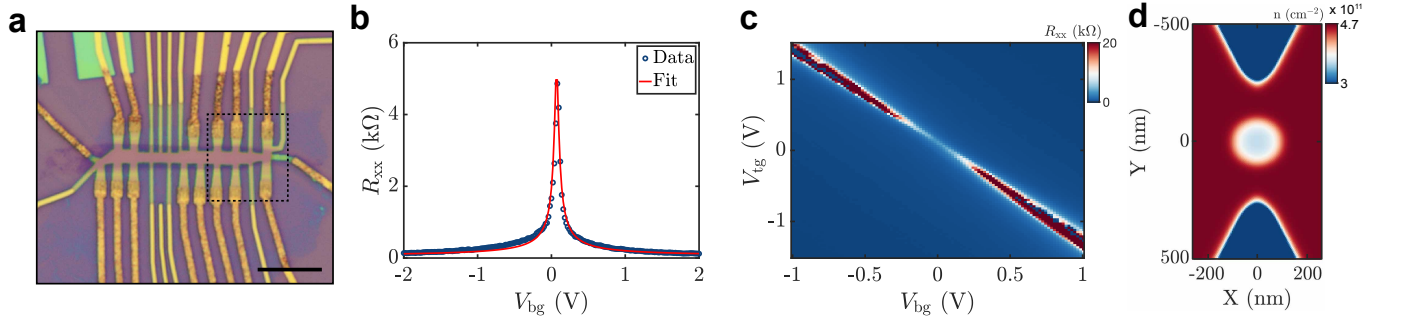 a
b
6
4
2
0
R_xx (kΩ)
Data
Fit
-2
-1
0
1
2
V_bg (V)
c
R_xx (kΩ)
20
0
1
0
-1
V_tg (V)
-1
-0.5
0
0.5
1
V_bg (V)
d
n (cm⁻²)
x 10¹¹
4.7
3
-500
0
500
Y (nm)
-200
0
200
X (nm)